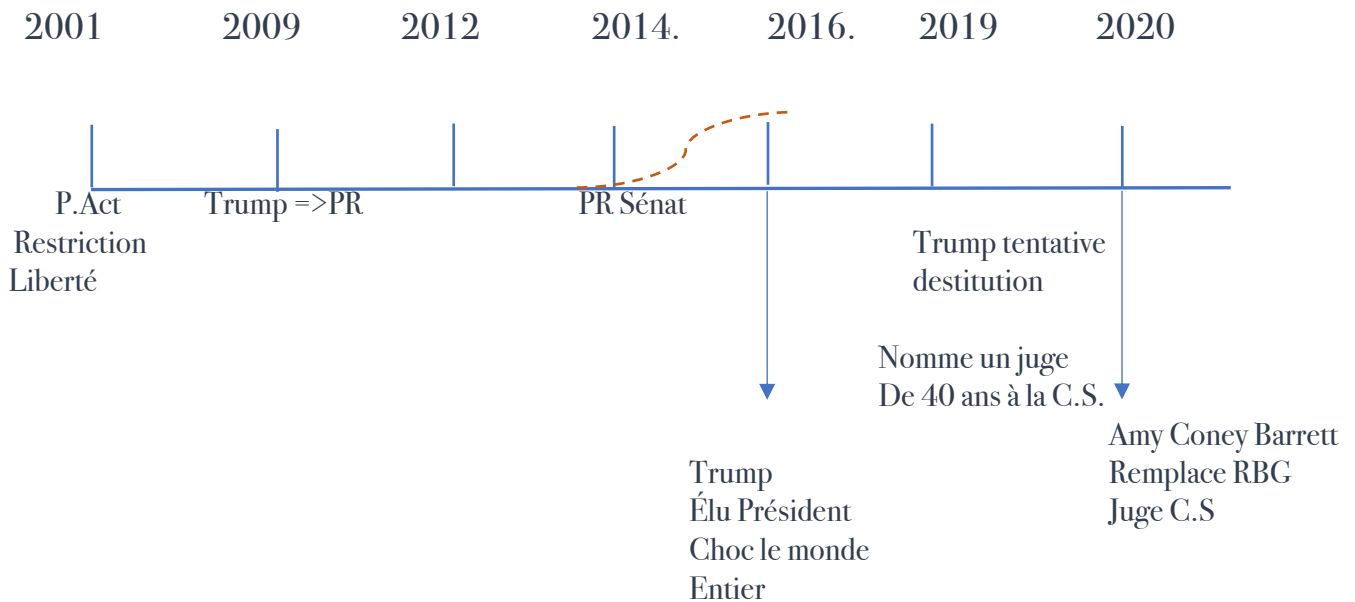 2001 2009 2012 2014. 2016. 2019 2020
P.Act
Restriction
Liberté
Trump =>PR
PR Sénat
Trump
Élu Président
Choc le monde
Entier
Trump tentative
destitution
Nomme un juge
De 40 ans à la C.S.
Amy Coney Barrett
Remplace RBG
Juge C.S